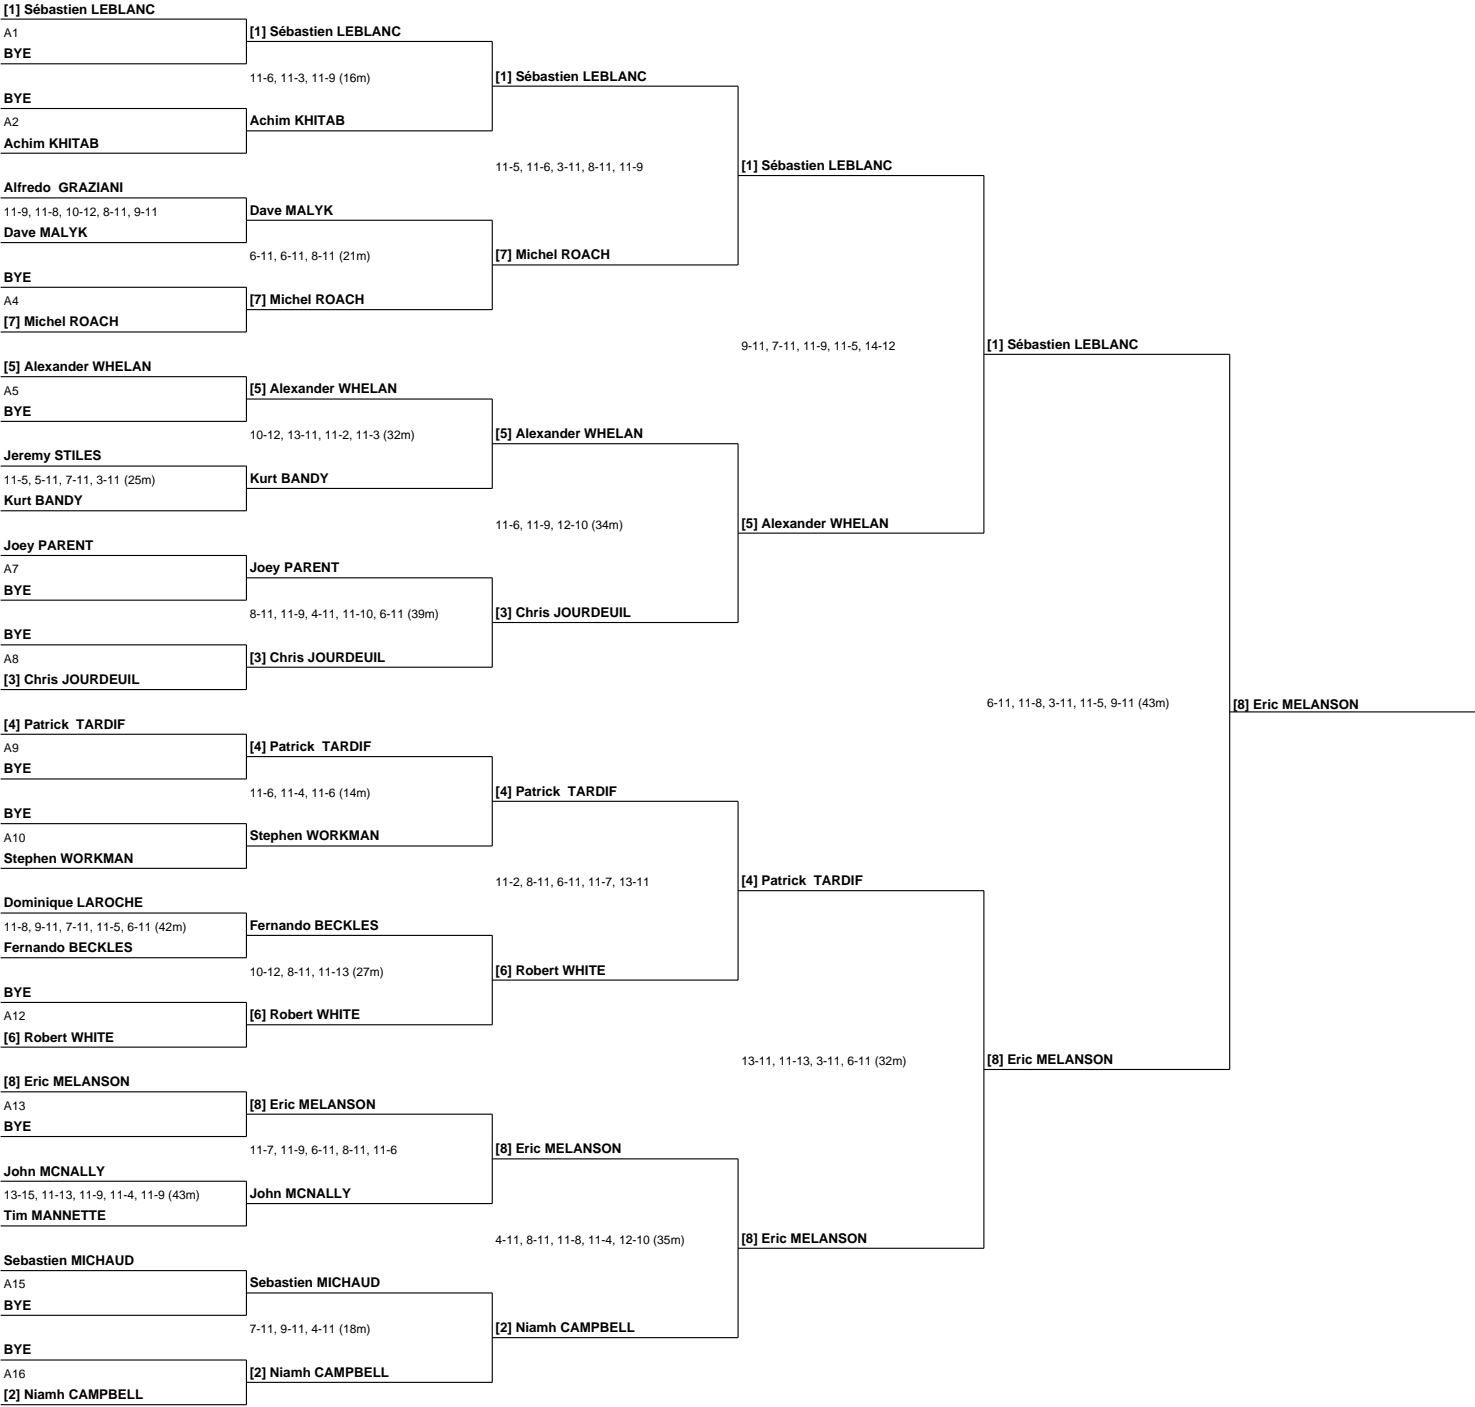 [1] Sébastien LEBLANC
A1
BYE
BYE
A2
Achim KHITAB
Alfredo  GRAZIANI
11-9, 11-8, 10-12, 8-11, 9-11
Dave MALYK
BYE
A4
[7] Michel ROACH
[5] Alexander WHELAN
A5
BYE
Jeremy STILES
11-5, 5-11, 7-11, 3-11 (25m)
Kurt BANDY
Joey PARENT
A7
BYE
BYE
A8
[3] Chris JOURDEUIL
[4] Patrick  TARDIF
A9
BYE
BYE
A10
Stephen WORKMAN
Dominique LAROCHE
11-8, 9-11, 7-11, 11-5, 6-11 (42m)
Fernando BECKLES
BYE
A12
[6] Robert WHITE
[8] Eric MELANSON
A13
BYE
John MCNALLY
13-15, 11-13, 11-9, 11-4, 11-9 (43m)
Tim MANNETTE
Sebastien MICHAUD
A15
BYE
BYE
A16
[2] Niamh CAMPBELL
[1] Sébastien LEBLANC
11-6, 11-3, 11-9 (16m)
Achim KHITAB
Dave MALYK
6-11, 6-11, 8-11 (21m)
[7] Michel ROACH
[5] Alexander WHELAN
10-12, 13-11, 11-2, 11-3 (32m)
Kurt BANDY
Joey PARENT
8-11, 11-9, 4-11, 11-10, 6-11 (39m)
[3] Chris JOURDEUIL
[4] Patrick  TARDIF
11-6, 11-4, 11-6 (14m)
Stephen WORKMAN
Fernando BECKLES
10-12, 8-11, 11-13 (27m)
[6] Robert WHITE
[8] Eric MELANSON
11-7, 11-9, 6-11, 8-11, 11-6
John MCNALLY
Sebastien MICHAUD
7-11, 9-11, 4-11 (18m)
[2] Niamh CAMPBELL
[1] Sébastien LEBLANC
11-5, 11-6, 3-11, 8-11, 11-9
[7] Michel ROACH
[5] Alexander WHELAN
11-6, 11-9, 12-10 (34m)
[3] Chris JOURDEUIL
[4] Patrick  TARDIF
11-2, 8-11, 6-11, 11-7, 13-11
[6] Robert WHITE
[8] Eric MELANSON
4-11, 8-11, 11-8, 11-4, 12-10 (35m)
[2] Niamh CAMPBELL
[1] Sébastien LEBLANC
9-11, 7-11, 11-9, 11-5, 14-12
[5] Alexander WHELAN
[4] Patrick  TARDIF
13-11, 11-13, 3-11, 6-11 (32m)
[8] Eric MELANSON
[1] Sébastien LEBLANC
6-11, 11-8, 3-11, 11-5, 9-11 (43m)
[8] Eric MELANSON
[8] Eric MELANSON